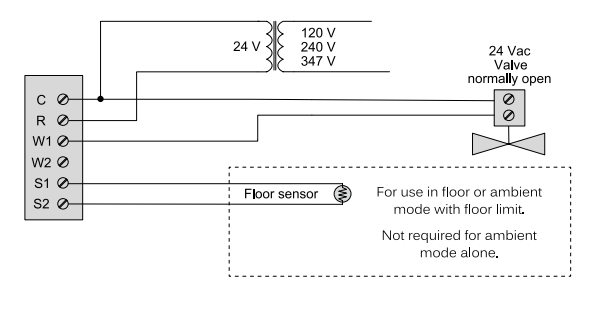 24 V
120 V
240 V
347 V
24 Vac
Valve
normally open
C
R
W1
W2
S1
S2
Floor sensor
For use in floor or ambient
mode with floor limit.
Not required for ambient
mode alone.